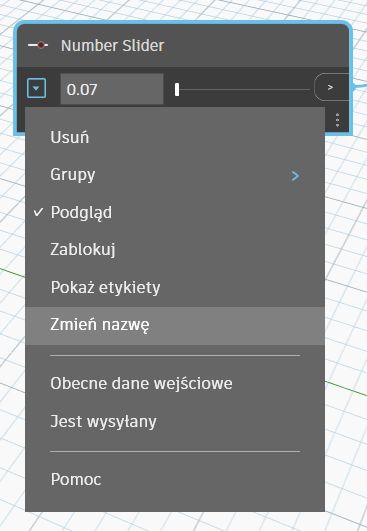 Number Slider
0.07
>
Usuń
Grupy
Podgląd
Zablokuj
Pokaż etykiety
Zmień nazwę
Obecne dane wejściowe
Jest wysyłany
Pomoc